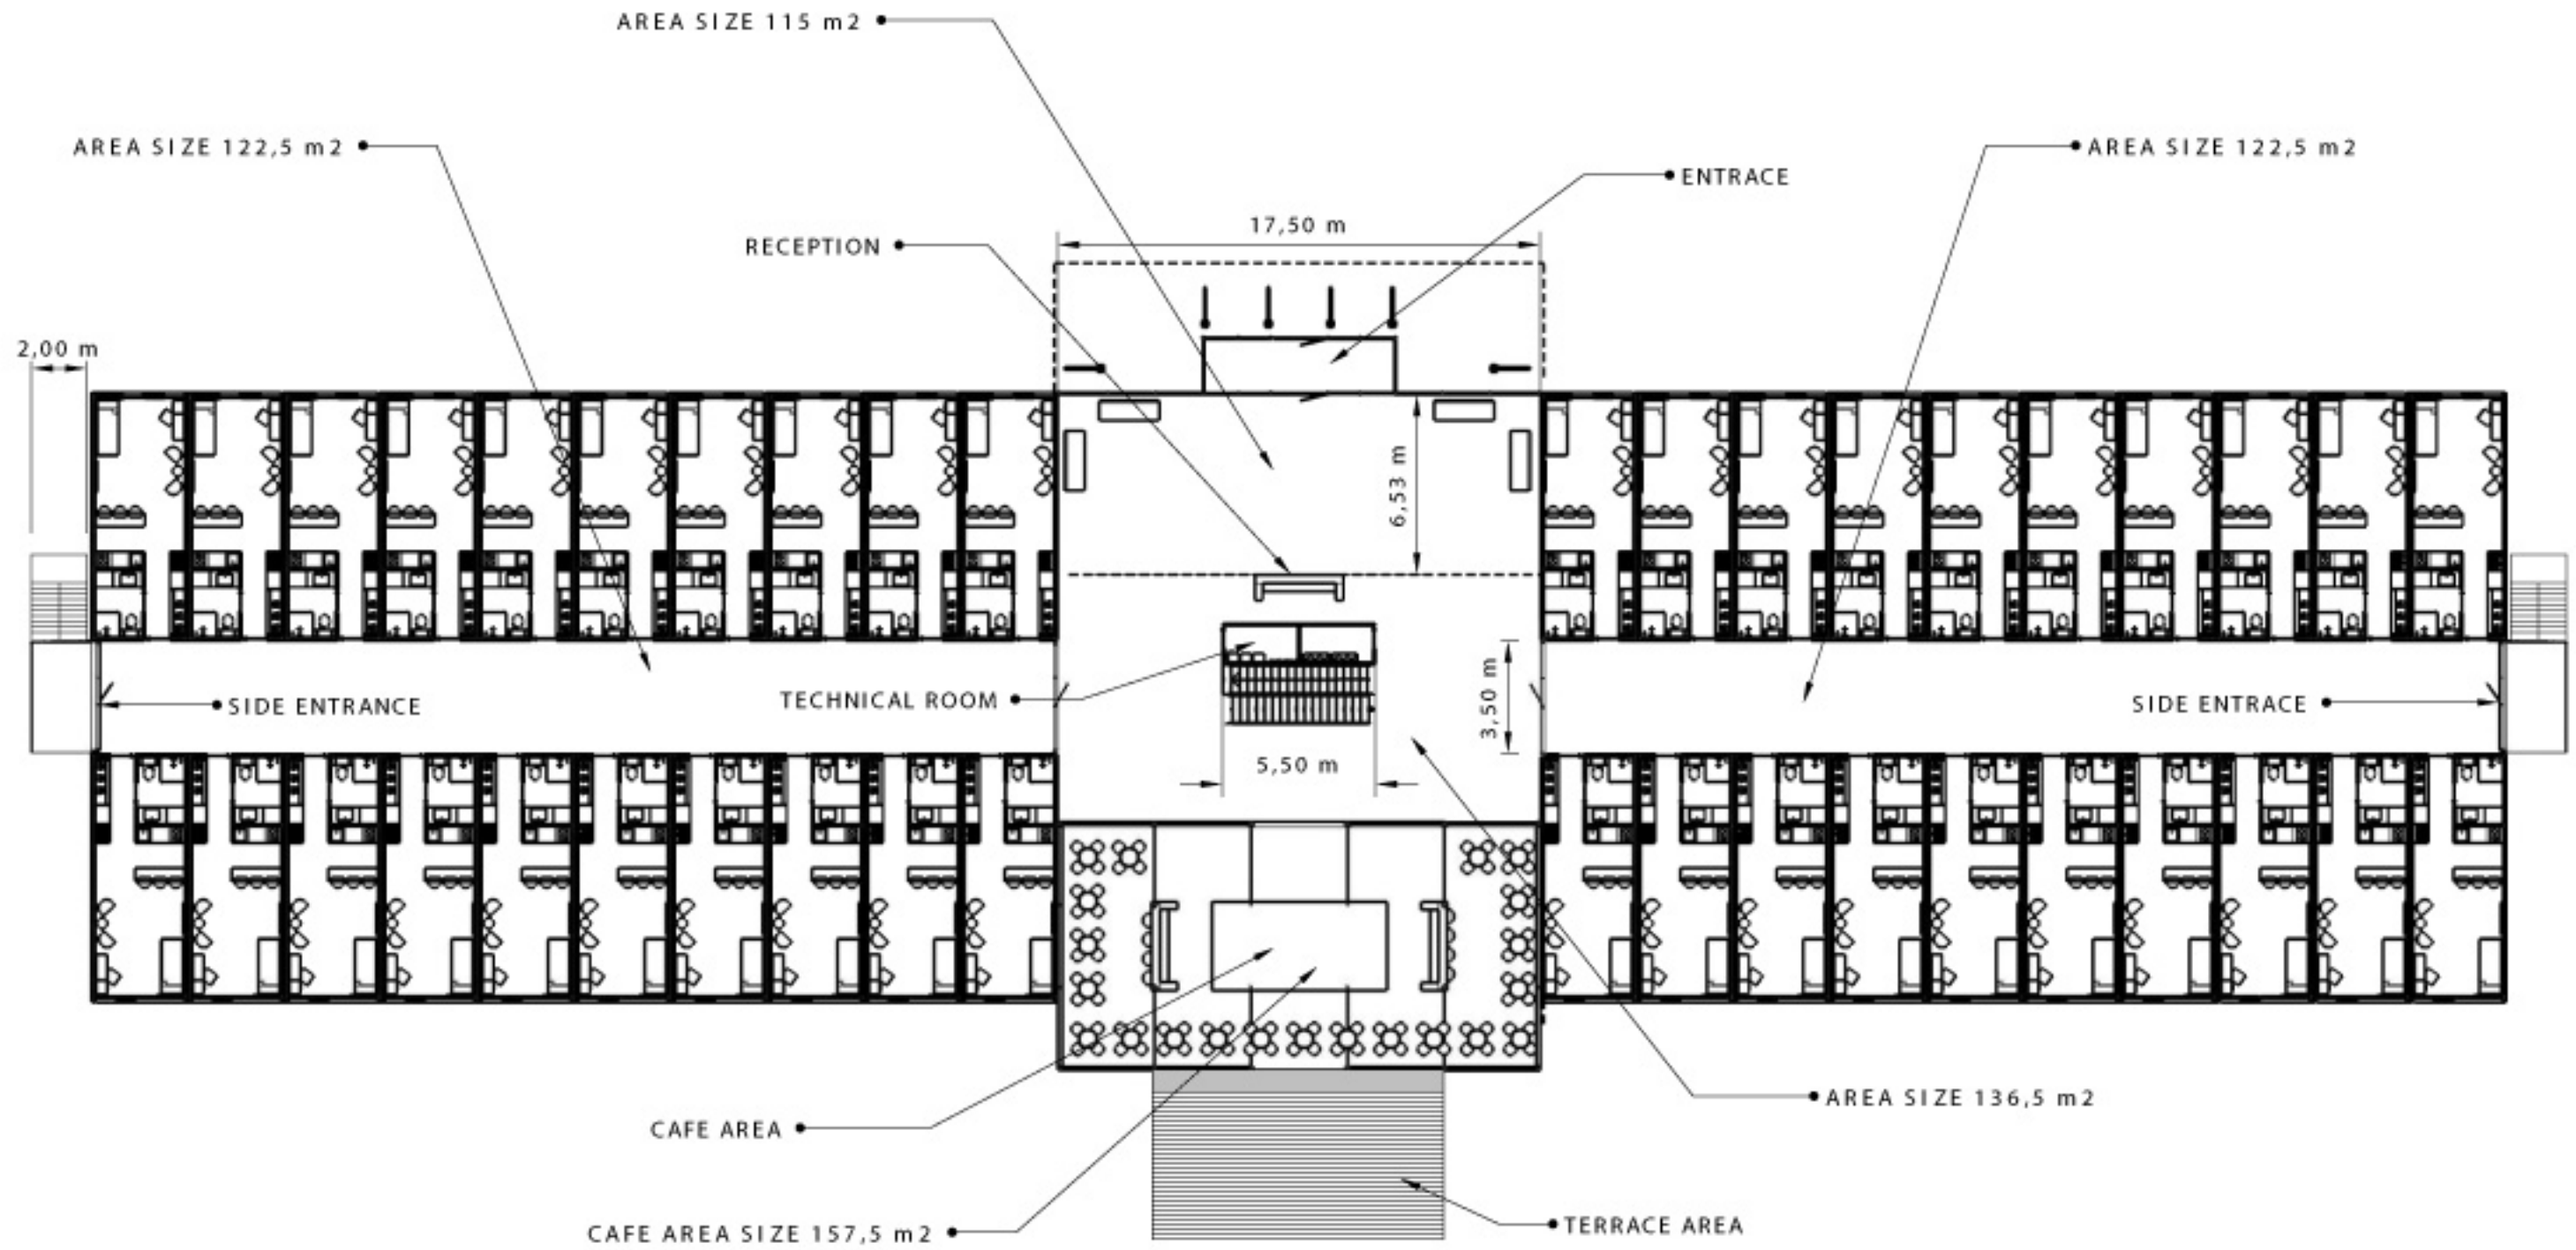 AREA SIZE 115 m2
AREA SIZE 122,5 m2
AREA SIZE 122,5 m2
ENTRACE
17,50 m
RECEPTION
2,00 m
6,53 m
3,50 m
TECHNICAL ROOM
SIDE ENTRANCE
SIDE ENTRACE
5,50 m
AREA SIZE 136,5 m2
CAFE AREA
TERRACE AREA
CAFE AREA SIZE 157,5 m2